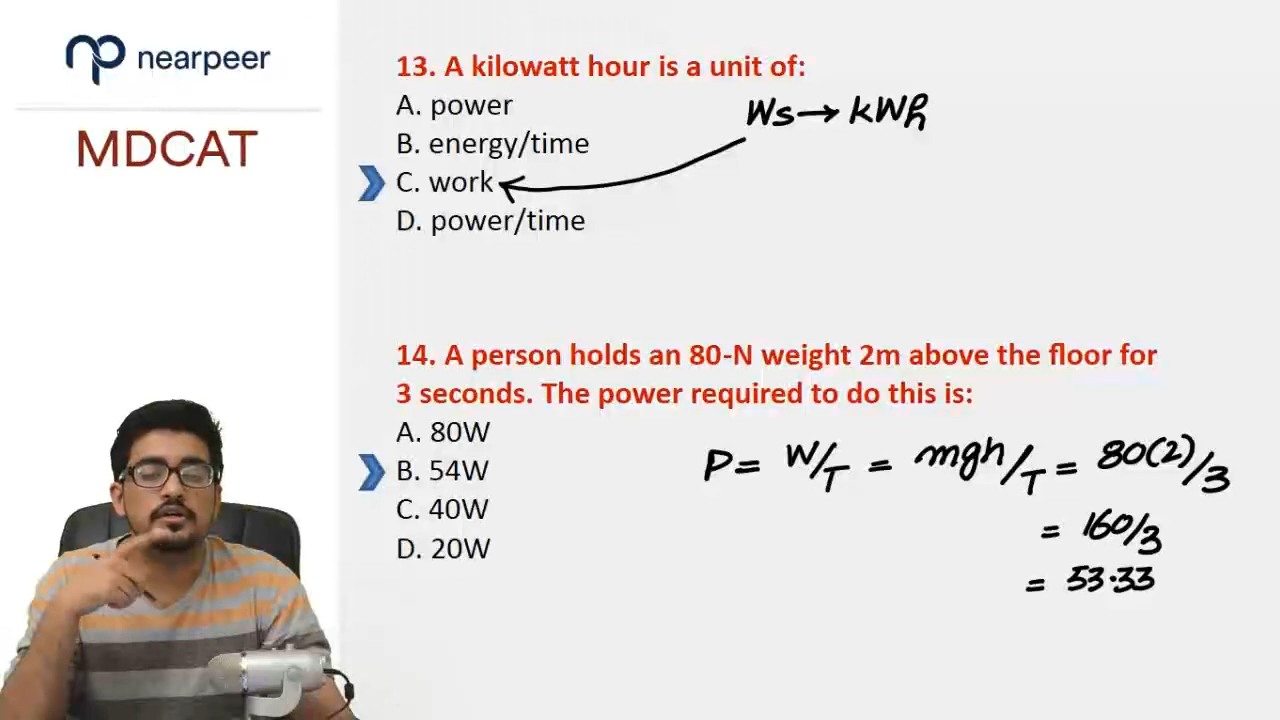 nearpeer
MDCAT
13. A kilowatt hour is a unit of:
A. power
B. energy/time
C. work
D. power/time
Ws→kWh
14. A person holds an 80-N weight 2m above the floor for
3 seconds. The power required to do this is:
A. 80W
B. 54W
C. 40W
D. 20W
P= W/T = mgh/T = 80(2)/3
= 160/3
= 53.33